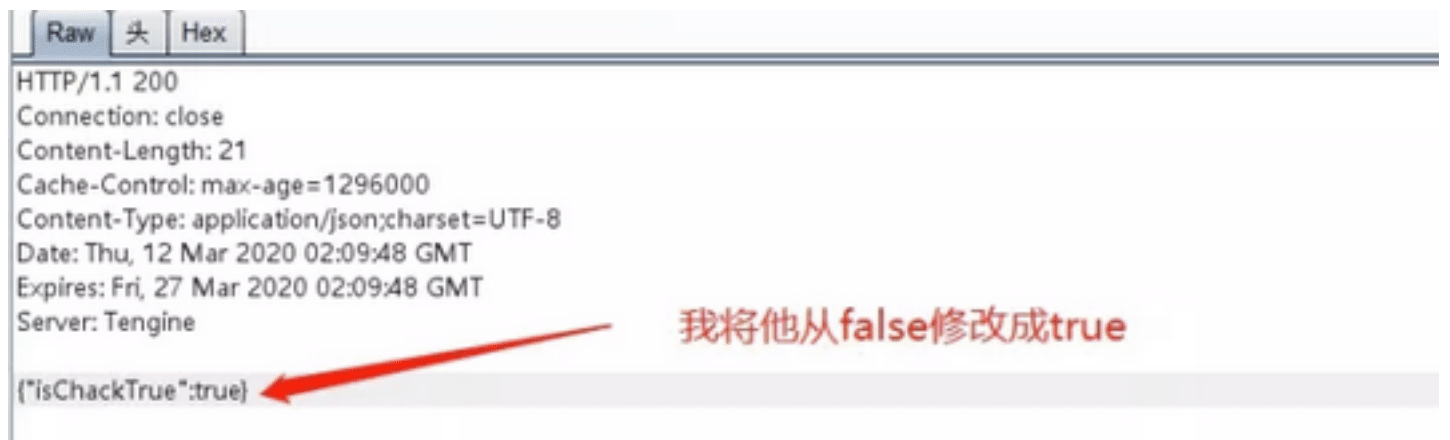 Raw 头 Hex
HTTP/1.1 200
Connection: close
Content-Length: 21
Cache-Control: max-age=1296000
Content-Type: application/json;charset=UTF-8
Date: Thu, 12 Mar 2020 02:09:48 GMT
Expires: Fri, 27 Mar 2020 02:09:48 GMT
Server: Tengine
我将他从false修改成true
{"isChackTrue":true}